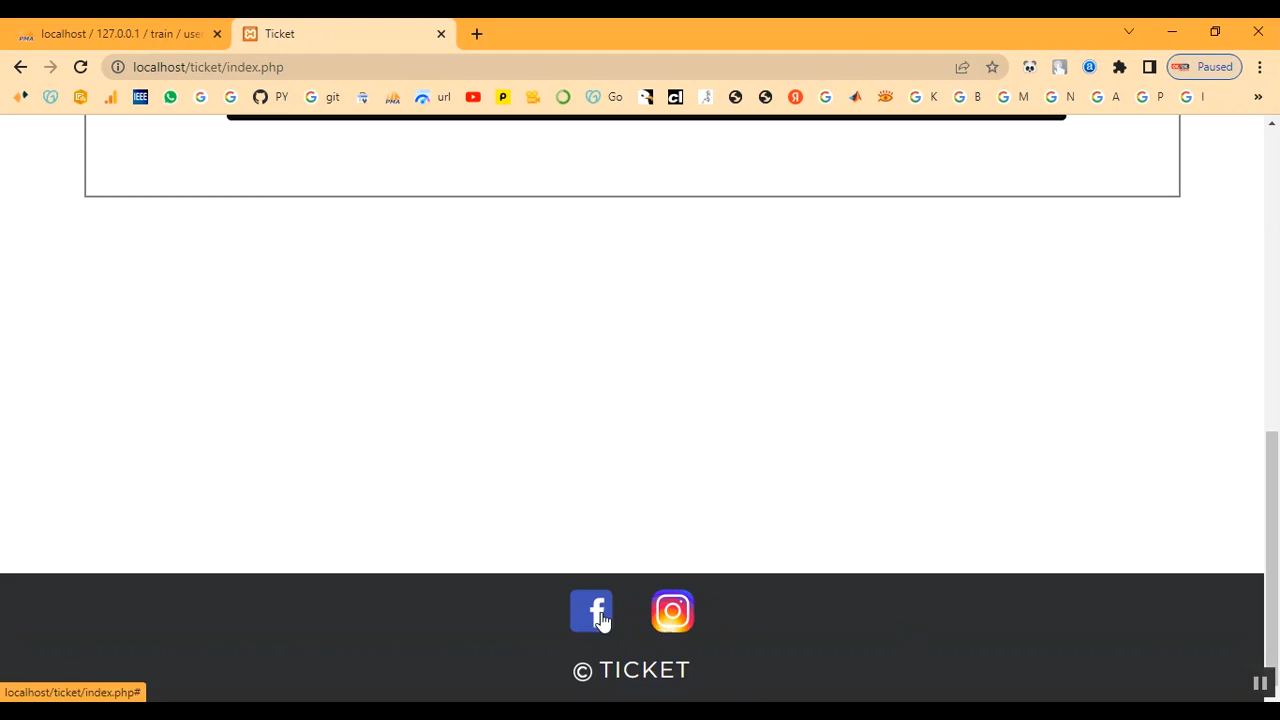 localhost / 127.0.0.1 / train / use
Ticket
localhost/ticket/index.php
Paused
IEEE
PY
git
url
Go
K
B
M
N
A
P
I
»
© TICKET
localhost/ticket/index.php#